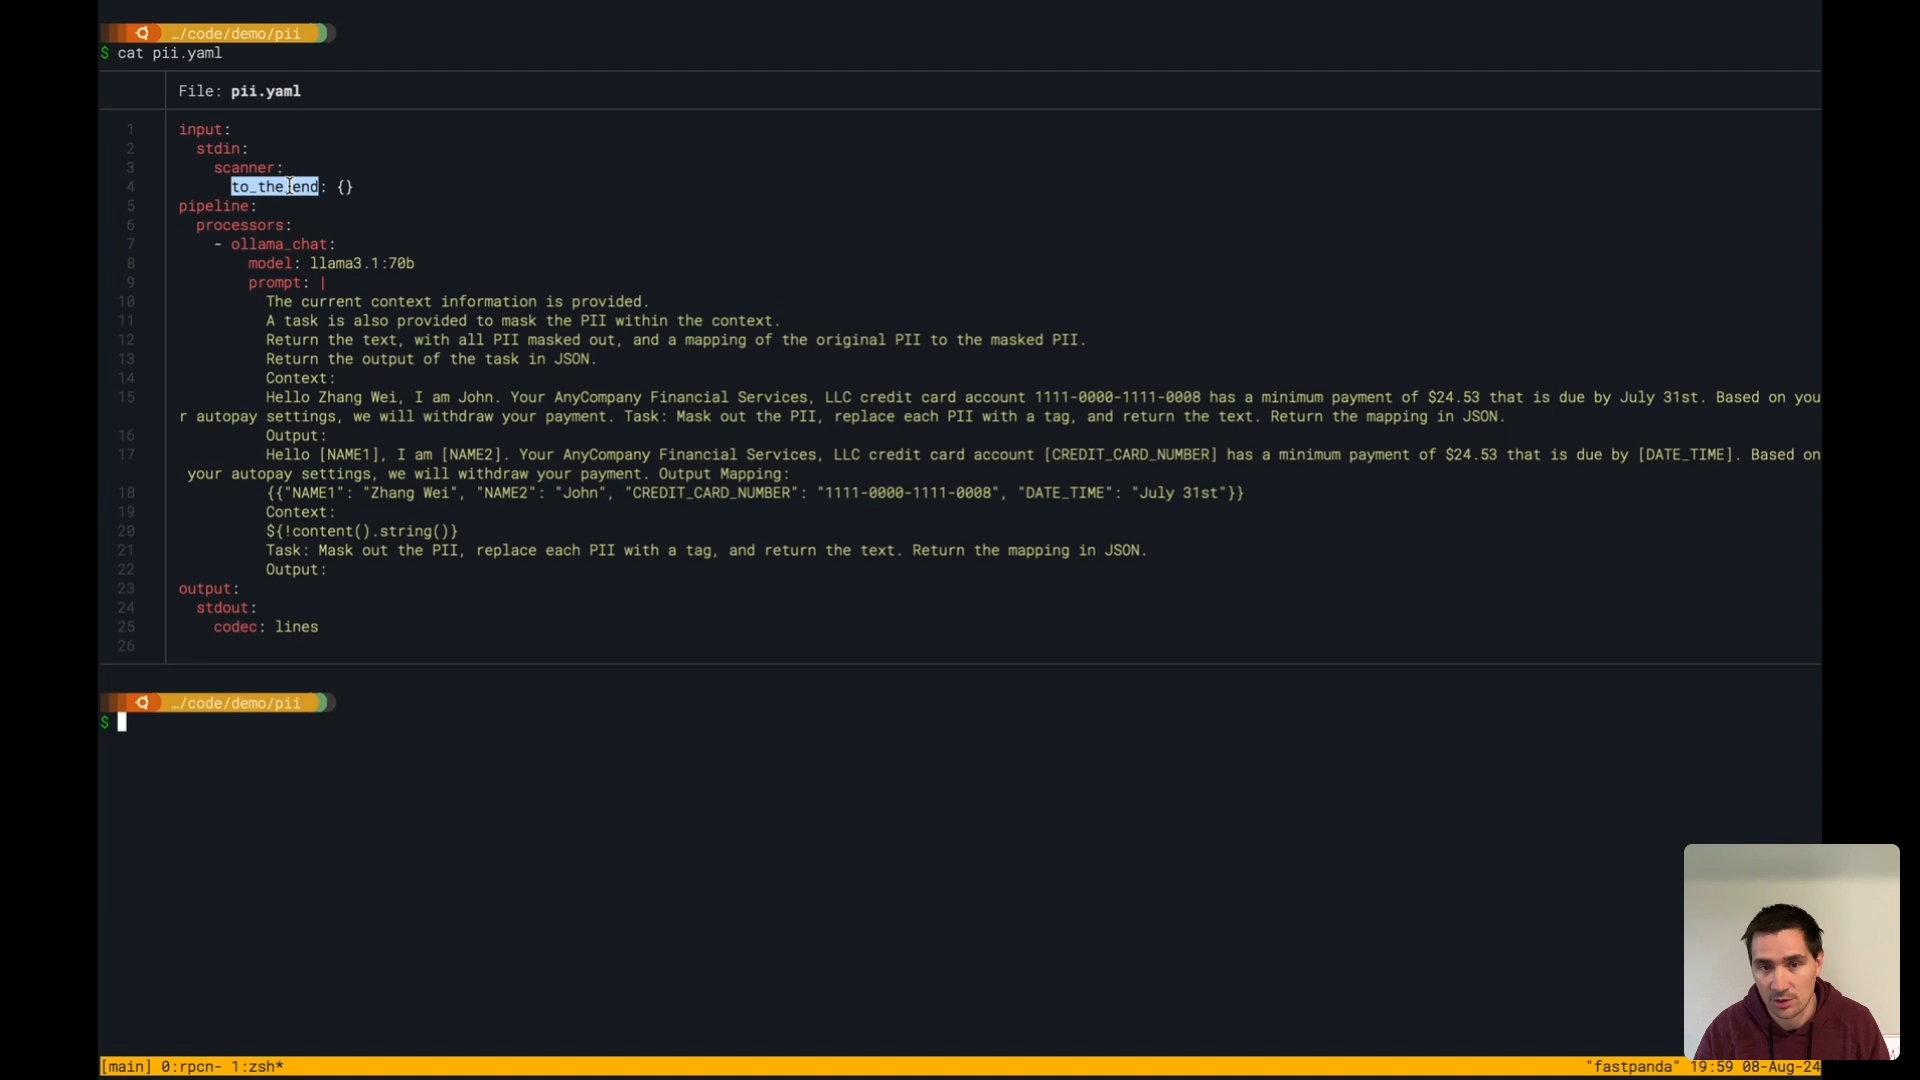 …/code/demo/pii
$ cat pii.yaml
File: pii.yaml
1 input:
2 stdin:
3 scanner:
4 to_the_end: {}
5 pipeline:
6 processors:
7 - ollama_chat:
8 model: llama3.1:70b
9 prompt: |
10 The current context information is provided.
11 A task is also provided to mask the PII within the context.
12 Return the text, with all PII masked out, and a mapping of the original PII to the masked PII.
13 Return the output of the task in JSON.
14 Context:
15 Hello Zhang Wei, I am John. Your AnyCompany Financial Services, LLC credit card account 1111-0000-1111-0008 has a minimum payment of $24.53 that is due by July 31st. Based on you
r autopay settings, we will withdraw your payment. Task: Mask out the PII, replace each PII with a tag, and return the text. Return the mapping in JSON.
16 Output:
17 Hello [NAME1], I am [NAME2]. Your AnyCompany Financial Services, LLC credit card account [CREDIT_CARD_NUMBER] has a minimum payment of $24.53 that is due by [DATE_TIME]. Based on
your autopay settings, we will withdraw your payment. Output Mapping:
18 {{"NAME1": "Zhang Wei", "NAME2": "John", "CREDIT_CARD_NUMBER": "1111-0000-1111-0008", "DATE_TIME": "July 31st"}}
19 Context:
20 ${!content().string()}
21 Task: Mask out the PII, replace each PII with a tag, and return the text. Return the mapping in JSON.
22 Output:
23 output:
24 stdout:
25 codec: lines
26
…/code/demo/pii
$
[main] 0:rpcn- 1:zsh* "fastpanda" 19:59 08-Aug-24